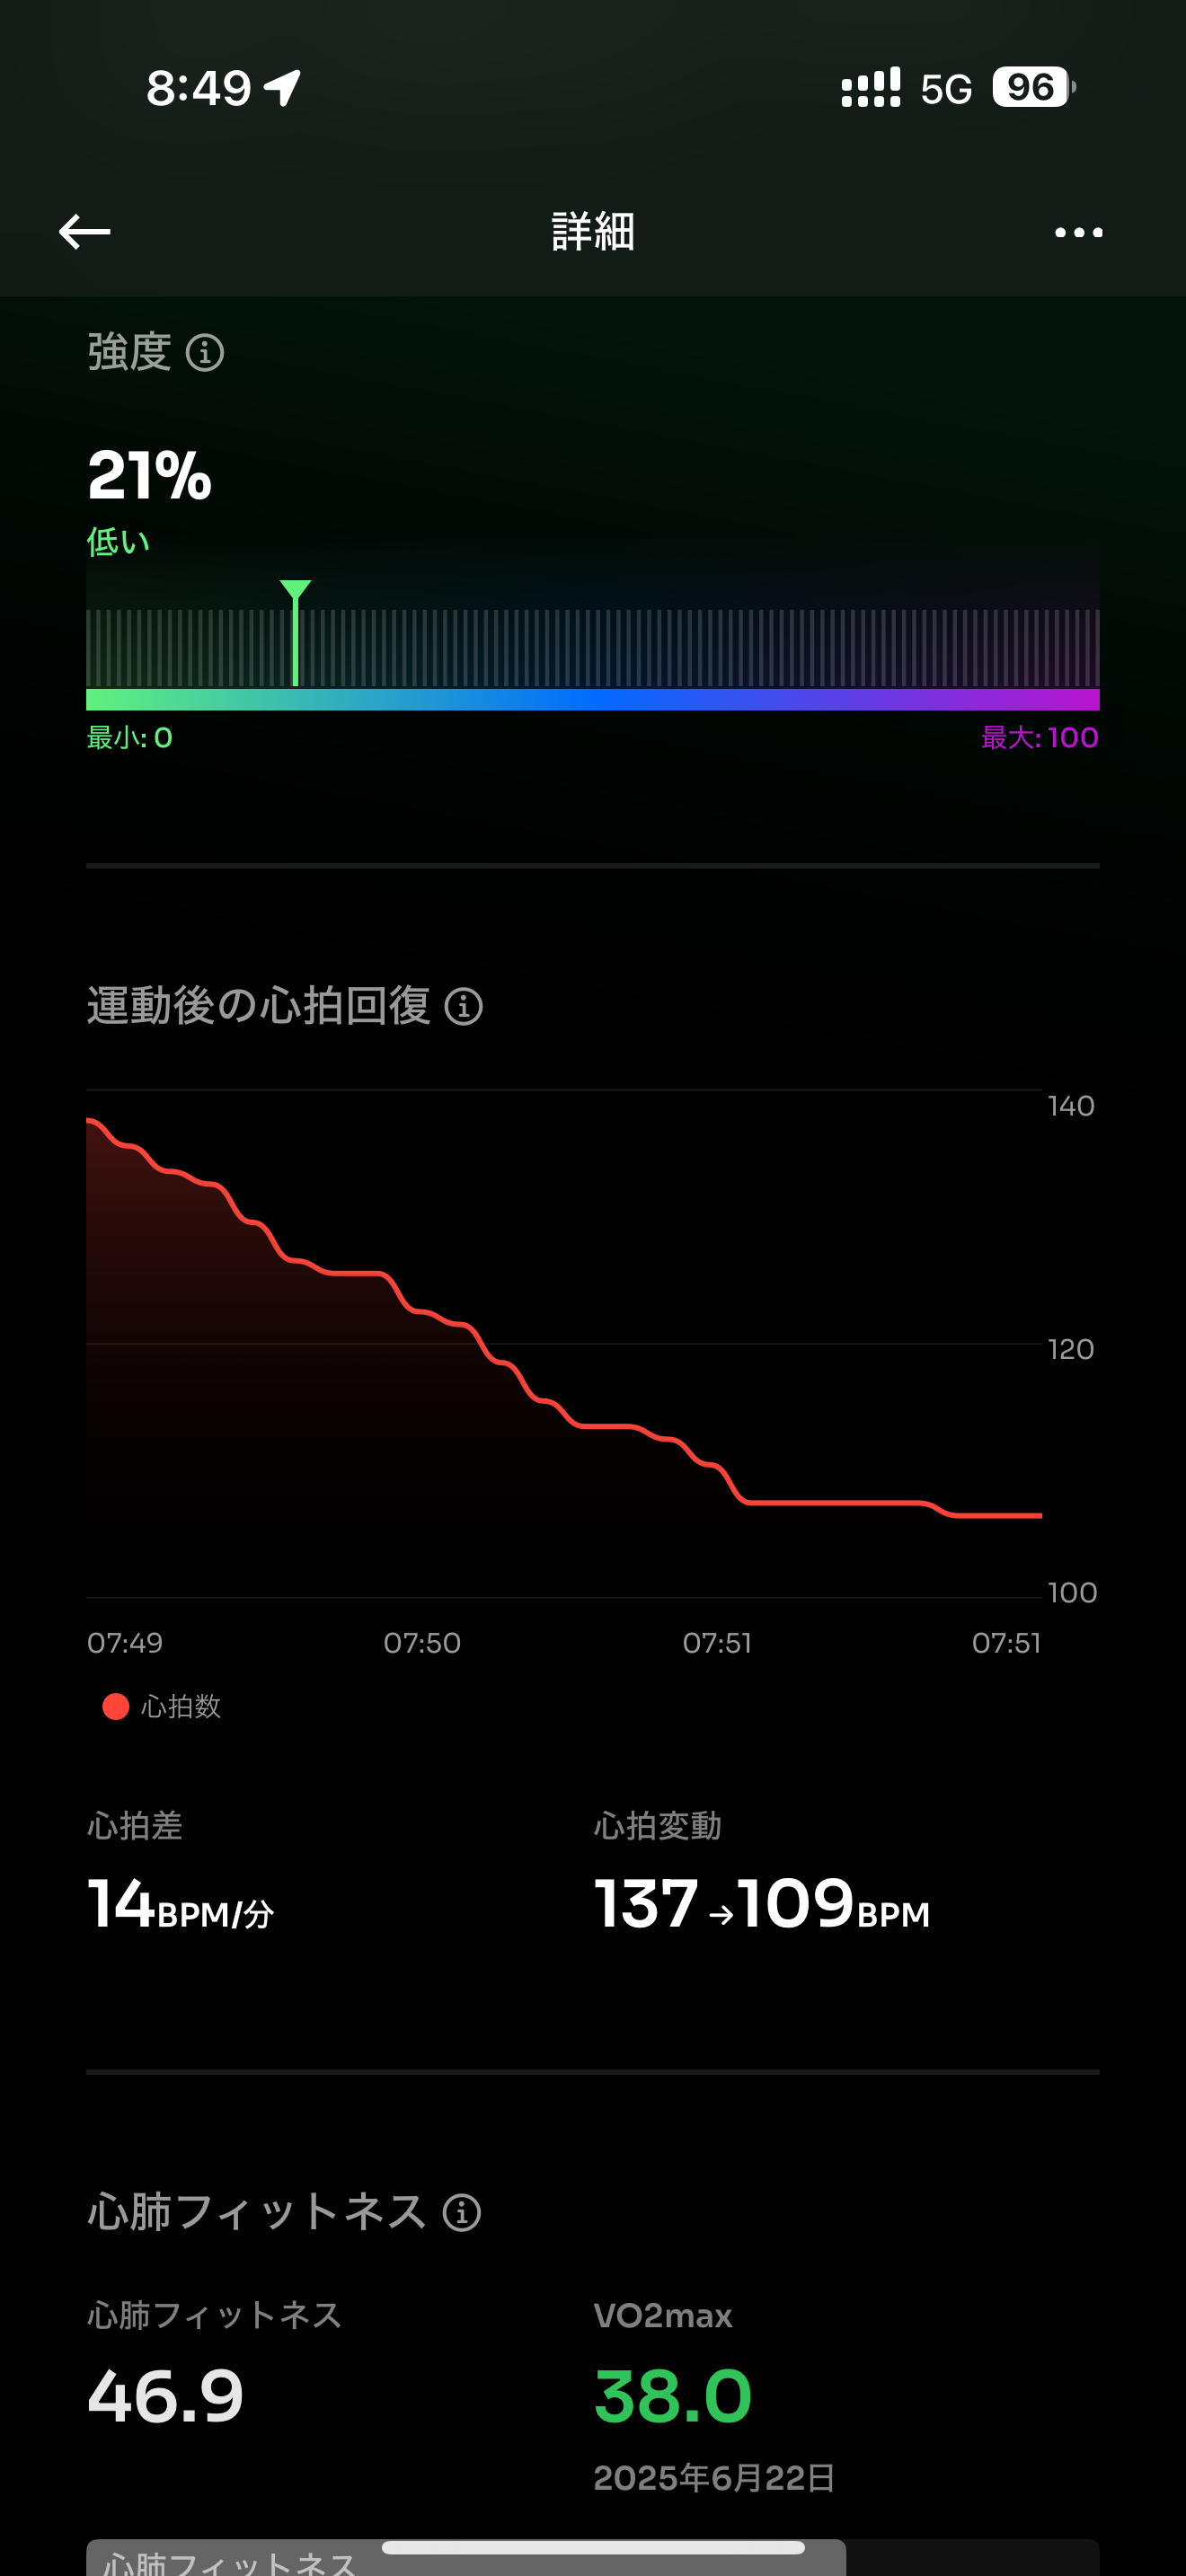 8:49 5G 96
詳細
強度
21%
低い
最小: 0 最大: 100
運動後の心拍回復
140
120
100
07:49 07:50 07:51 07:51
心拍数
心拍差 心拍変動
14BPM/分 137→109BPM
心肺フィットネス
心肺フィットネス VO2max
46.9 38.0
2025年6月22日
心肺フィットネス